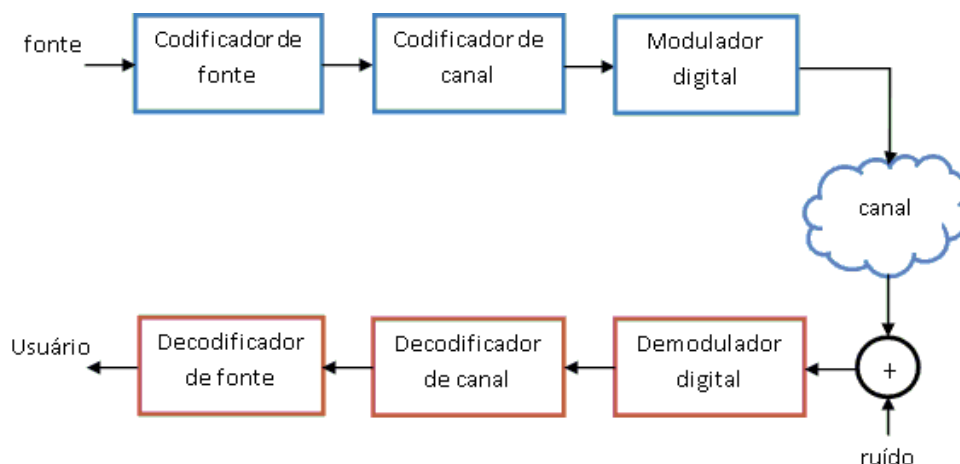 fonte
Codificador de
fonte
Codificador de
canal
Modulador
digital
canal
Usuário
Decodificador
de fonte
Decodificador
de canal
Demodulador
digital
+
ruído